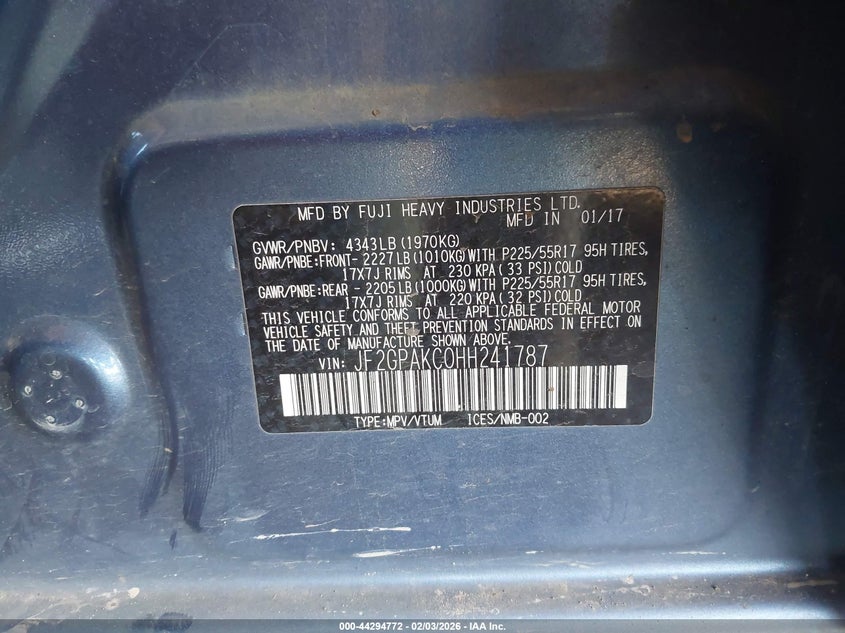 MFD BY FUJI HEAVY INDUSTRIES LTD.
MFD IN 01/17
GVWR/PNBV: 4343LB (1970KG)
GAWR/PNBE:FRONT- 2227LB (1010KG) WITH P225/55R17 95H TIRES,
17X7J RIMS AT 230 KPA (33 PSI) COLD
GAWR/PNBE:REAR - 2205LB (1000KG) WITH P225/55R17 95H TIRES,
17X7J RIMS AT 220 KPA (32 PSI) COLD
THIS VEHICLE CONFORMS TO ALL APPLICABLE FEDERAL MOTOR
VEHICLE SAFETY AND THEFT PREVENTION STANDARDS IN EFFECT ON
THE DATE OF MANUFACTURE SHOWN ABOVE.
VIN: JF2GPAKC0HH241787
TYPE:MPV/VTUM ICES/NMB-002
000-44294772 - 02/03/2026 - IAA Inc.